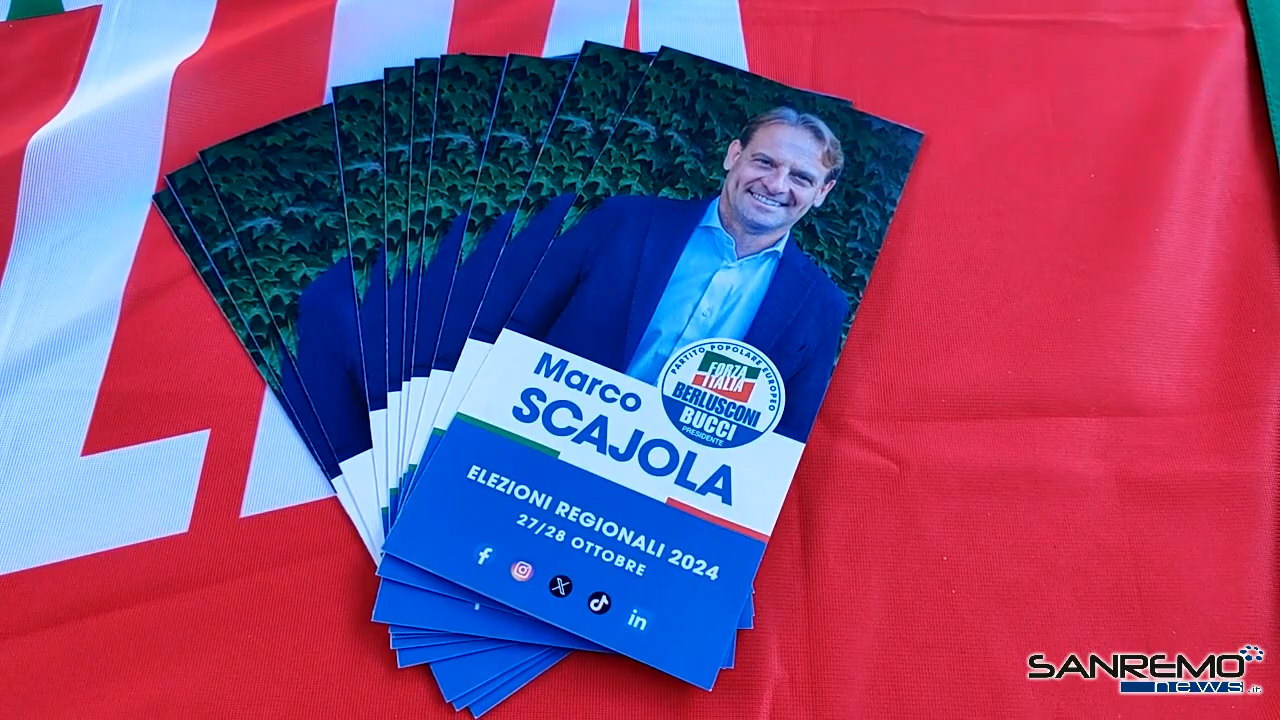 Marco
SCAJOLA
PARTITO POPOLARE EUROPEO
FORZA
ITALIA
BERLUSCONI
BUCCI
PRESIDENTE
ELEZIONI REGIONALI 2024
27/28 OTTOBRE
SANREMO
news.it